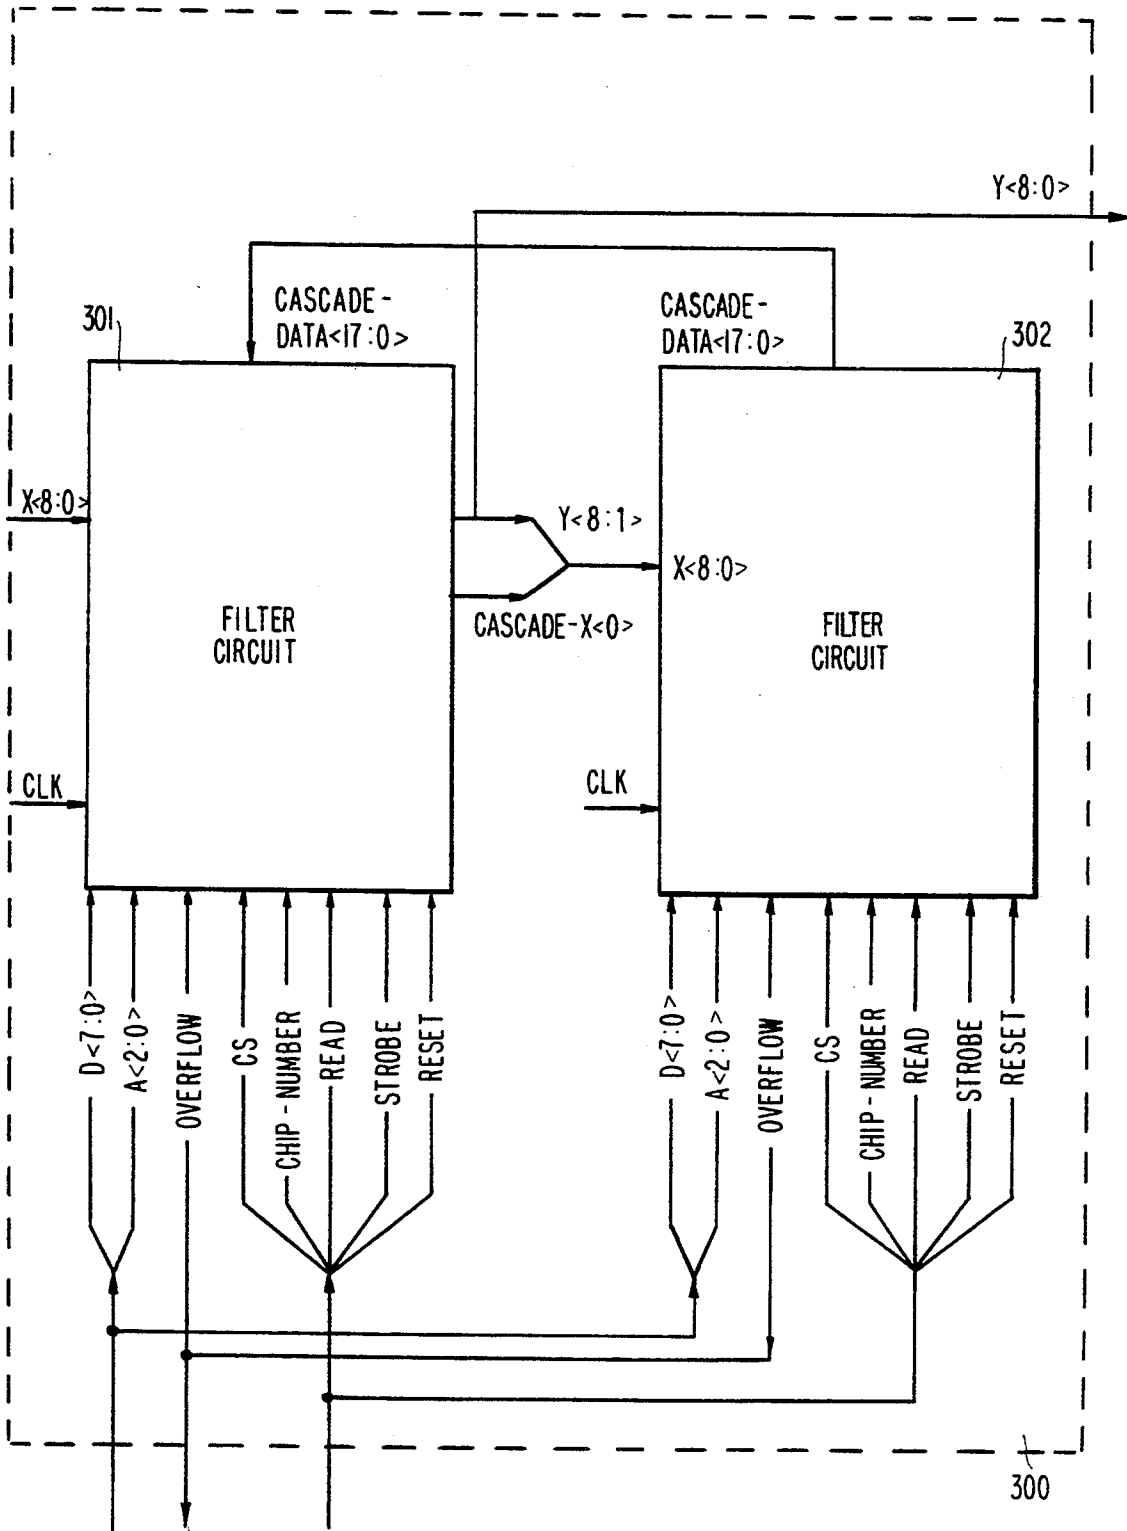 Y<8:0>
CASCADE-
DATA<17:0>
CASCADE-
DATA<17:0>
301
302
X<8:0>
Y<8:1>
X<8:0>
CASCADE-X<0>
FILTER
CIRCUIT
FILTER
CIRCUIT
CLK
CLK
D<7:0>
A<2:0>
OVERFLOW
CS
CHIP-NUMBER
READ
STROBE
RESET
D<7:0>
A<2:0>
OVERFLOW
CS
CHIP-NUMBER
READ
STROBE
RESET
300